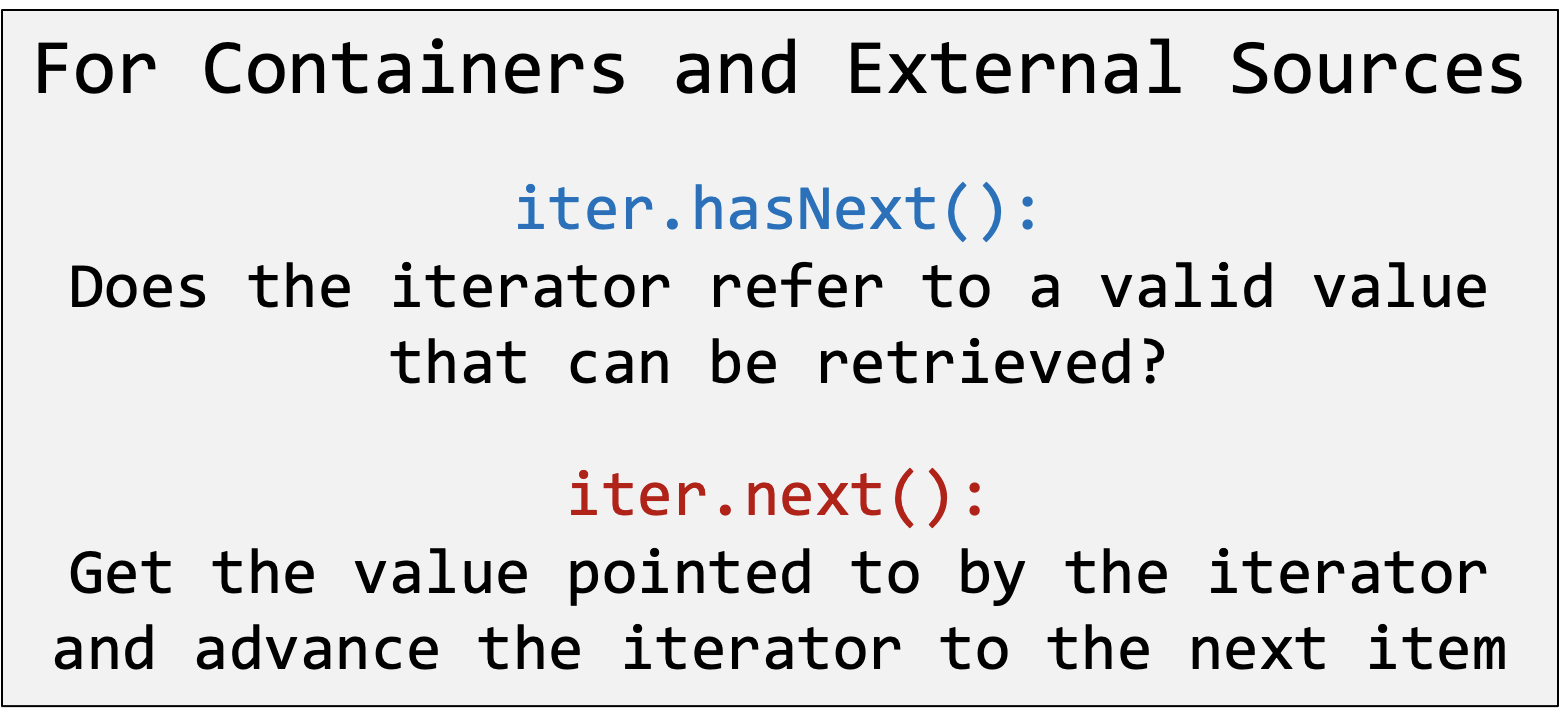 For Containers and External Sources
iter.hasNext():
Does the iterator refer to a valid value
that can be retrieved?
iter.next():
Get the value pointed to by the iterator
and advance the iterator to the next item